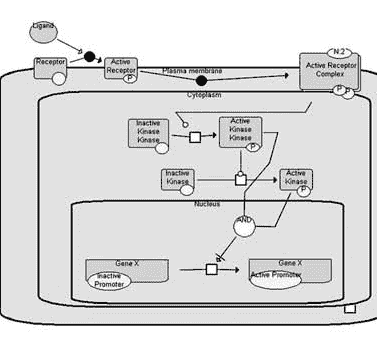 Ligand
N:2
Receptor
Active
Receptor
P
Plasma membrane
Active Receptor
Complex
P
P
Cytoplasm
Inactive
Kinase
Kinase
Active
Kinase
Kinase
P
Inactive
Kinase
Active
Kinase
P
Nucleus
AND
Gene X
Inactive
Promoter
Gene X
Active Promoter